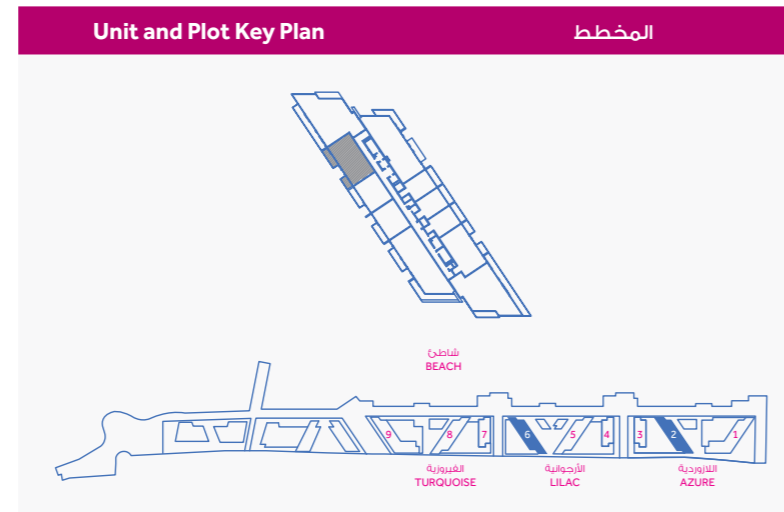 Unit and Plot Key Plan
المخطط
شاطئ
BEACH
9 8 7 6 5 4 3 2 1
الفيروزية
TURQUOISE
الأرجوانية
LILAC
اللازوردية
AZURE